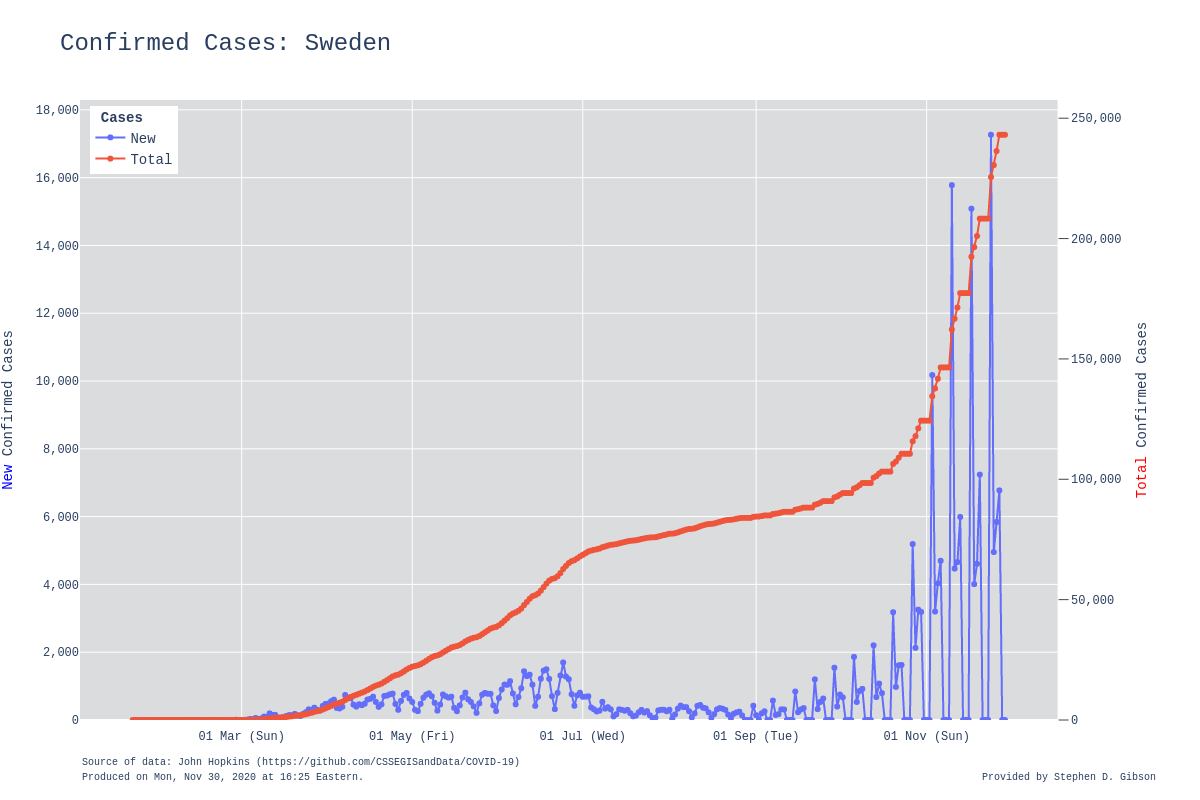 Confirmed Cases: Sweden
Cases
New
Total
18,000
16,000
14,000
12,000
10,000
8,000
6,000
4,000
2,000
0
250,000
200,000
150,000
100,000
50,000
0
New Confirmed Cases
Total Confirmed Cases
01 Mar (Sun)
01 May (Fri)
01 Jul (Wed)
01 Sep (Tue)
01 Nov (Sun)
Source of data: John Hopkins (https://github.com/CSSEGISandData/COVID-19)
Produced on Mon, Nov 30, 2020 at 16:25 Eastern.
Provided by Stephen D. Gibson